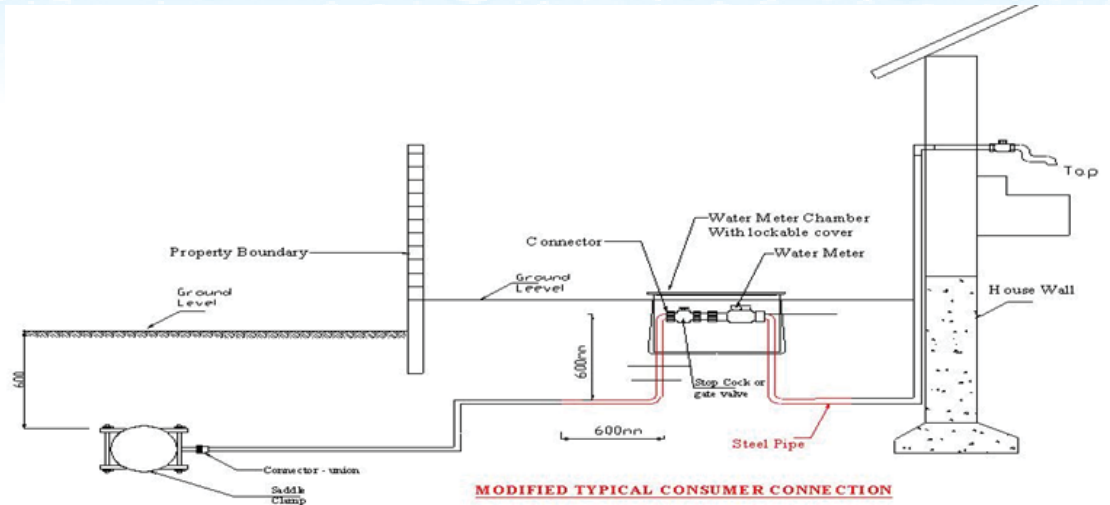 Tap
Water Meter Chamber
With lockable cover
Connector
Water Meter
Property Boundary
Ground
Leevel
Ground
Level
House Wall
600
600mm
Stop Cock or
gate valve
600mm
Steel Pipe
Connector - union
Saddle
Clamp
MODIFIED TYPICAL CONSUMER CONNECTION